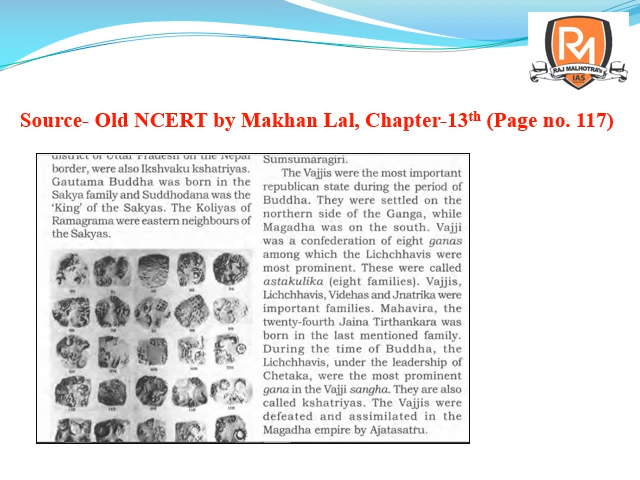 RM
RAJ MALHOTRA'S
IAS
Source- Old NCERT by Makhan Lal, Chapter-13th (Page no. 117)
district of Uttar Pradesh on the Nepal
border, were also Ikshvaku kshatriyas.
Gautama Buddha was born in the
Sakya family and Suddhodana was the
‘King’ of the Sakyas. The Koliyas of
Ramagrama were eastern neighbours of
the Sakyas.
Sumsumaragiri.
The Vajjis were the most important
republican state during the period of
Buddha. They were settled on the
northern side of the Ganga, while
Magadha was on the south. Vajji
was a confederation of eight ganas
among which the Lichchhavis were
most prominent. These were called
astakulika (eight families). Vajjis,
Lichchhavis, Videhas and Jnatrika were
important families. Mahavira, the
twenty-fourth Jaina Tirthankara was
born in the last mentioned family.
During the time of Buddha, the
Lichchhavis, under the leadership of
Chetaka, were the most prominent
gana in the Vajji sangha. They are also
called kshatriyas. The Vajjis were
defeated and assimilated in the
Magadha empire by Ajatasatru.